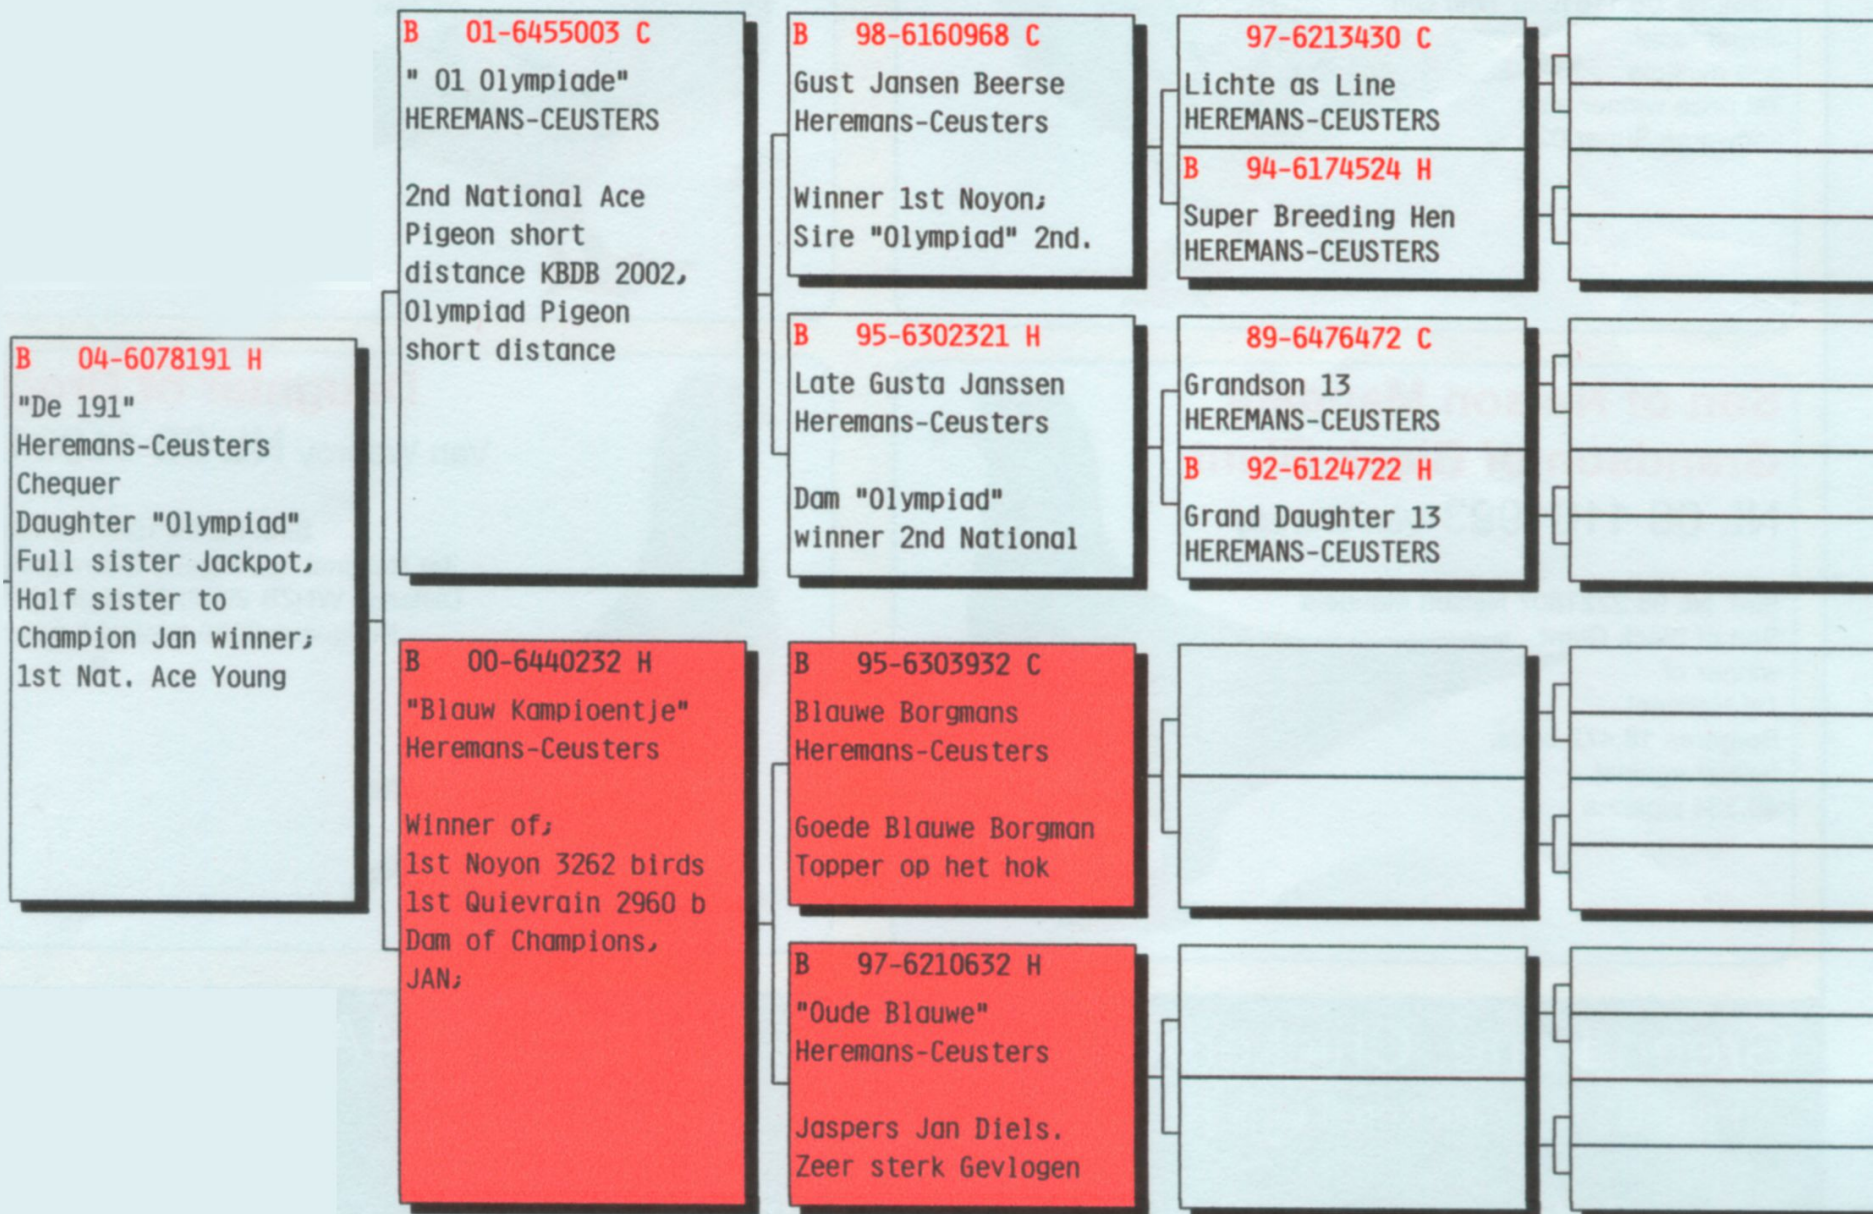 B 04-6078191 H
"De 191"
Heremans-Ceusters
Chequer
Daughter "Olympiad"
Full sister Jackpot,
Half sister to
Champion Jan winner;
1st Nat. Ace Young
B 01-6455003 C
" 01 Olympiade"
HEREMANS-CEUSTERS
2nd National Ace
Pigeon short
distance KBDB 2002,
Olympiad Pigeon
short distance
B 00-6440232 H
"Blauw Kampioentje"
Heremans-Ceusters
Winner of;
1st Noyon 3262 birds
1st Quievrain 2960 b
Dam of Champions,
JAN;
B 98-6160968 C
Gust Jansen Beerse
Heremans-Ceusters
Winner 1st Noyon;
Sire "Olympiad" 2nd.
B 95-6302321 H
Late Gusta Janssen
Heremans-Ceusters
Dam "Olympiad"
winner 2nd National
B 95-6303932 C
Blauwe Borgmans
Heremans-Ceusters
Goede Blauwe Borgman
Topper op het hok
B 97-6210632 H
"Oude Blauwe"
Heremans-Ceusters
Jaspers Jan Diels.
Zeer sterk Gevlogen
97-6213430 C
Lichte as Line
HEREMANS-CEUSTERS
B 94-6174524 H
Super Breeding Hen
HEREMANS-CEUSTERS
89-6476472 C
Grandson 13
HEREMANS-CEUSTERS
B 92-6124722 H
Grand Daughter 13
HEREMANS-CEUSTERS